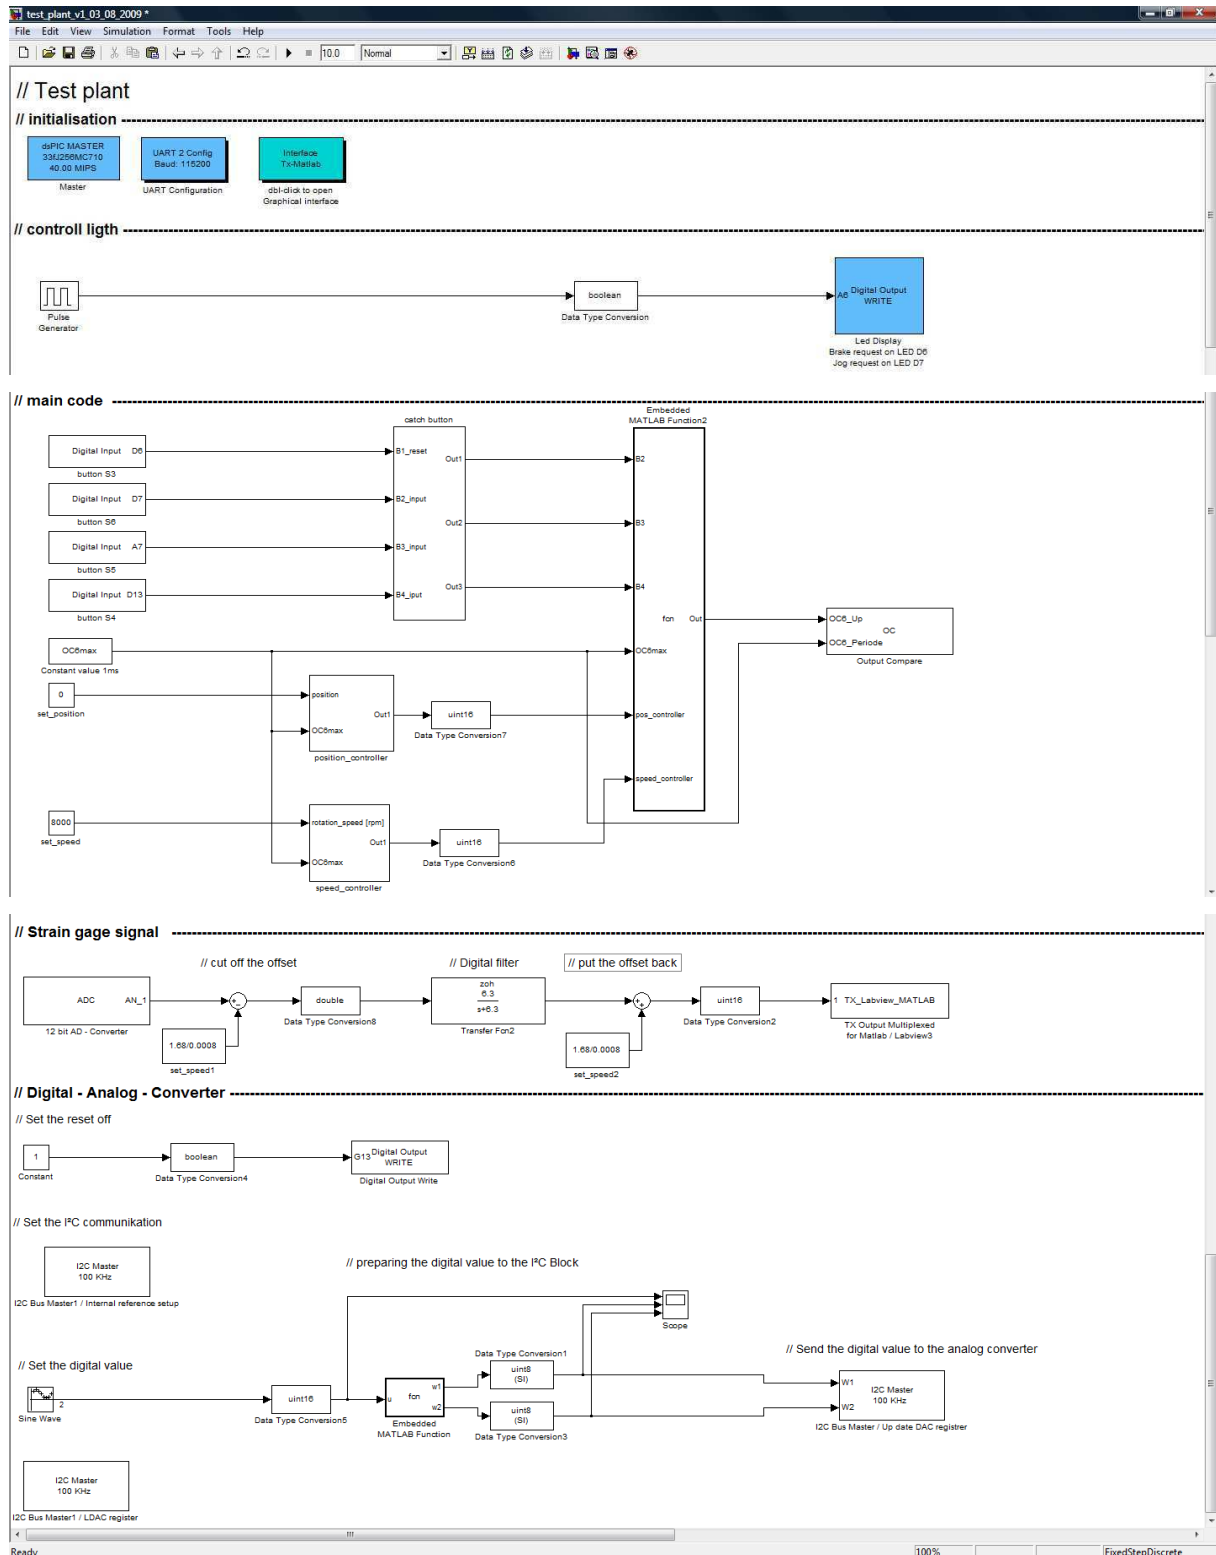 test_plant_v1_03_08_2009 *
File Edit View Simulation Format Tools Help
10.0 Normal
// Test plant
// initialisation
dsPIC MASTER
33fJ256MC710
40.00 MIPS
Master
UART 2 Config
Baud: 115200
UART Configuration
Interface
Tx-Matlab
dbl-click to open
Graphical interface
// controll ligth
Pulse
Generator
boolean
Data Type Conversion
A6 Digital Output
WRITE
Led Display
Brake request on LED D6
Jog request on LED D7
// main code
Digital Input D6
button S3
Digital Input D7
button S6
Digital Input A7
button S5
Digital Input D13
button S4
catch button
B1_reset
Out1
B2_input
Out2
B3_input
Out3
B4_iput
Embedded
MATLAB Function2
B2
B3
B4
fcn Out
OC6max
pos_controller
speed_controller
OC6_Up
OC
OC6_Periode
Output Compare
OC6max
Constant value 1ms
0
set_position
position
Out1
OC6max
position_controller
uint16
Data Type Conversion7
8000
set_speed
rotation_speed [rpm]
Out1
OC6max
speed_controller
uint16
Data Type Conversion6
// Strain gage signal
// cut off the offset
// Digital filter
// put the offset back
ADC AN_1
12 bit AD - Converter
1.68/0.0008
set_speed1
double
Data Type Conversion8
zoh
6.3
s+6.3
Transfer Fcn2
1.68/0.0008
set_speed2
uint16
Data Type Conversion2
1 TX_Labview_MATLAB
TX Output Multiplexed
for Matlab / Labview3
// Digital - Analog - Converter
// Set the reset off
1
Constant
boolean
Data Type Conversion4
G13 Digital Output
WRITE
Digital Output Write
// Set the I²C communikation
I2C Master
100 KHz
I2C Bus Master1 / Internal reference setup
// preparing the digital value to the I²C Block
Scope
// Set the digital value
2
Sine Wave
uint16
Data Type Conversion5
u fcn w1
w2
Embedded
MATLAB Function
Data Type Conversion1
uint8
(SI)
uint8
(SI)
Data Type Conversion3
// Send the digital value to the analog converter
W1
I2C Master
100 KHz
W2
I2C Bus Master / Up date DAC registrer
I2C Master
100 KHz
I2C Bus Master1 / LDAC register
Ready 100% FixedStepDiscrete